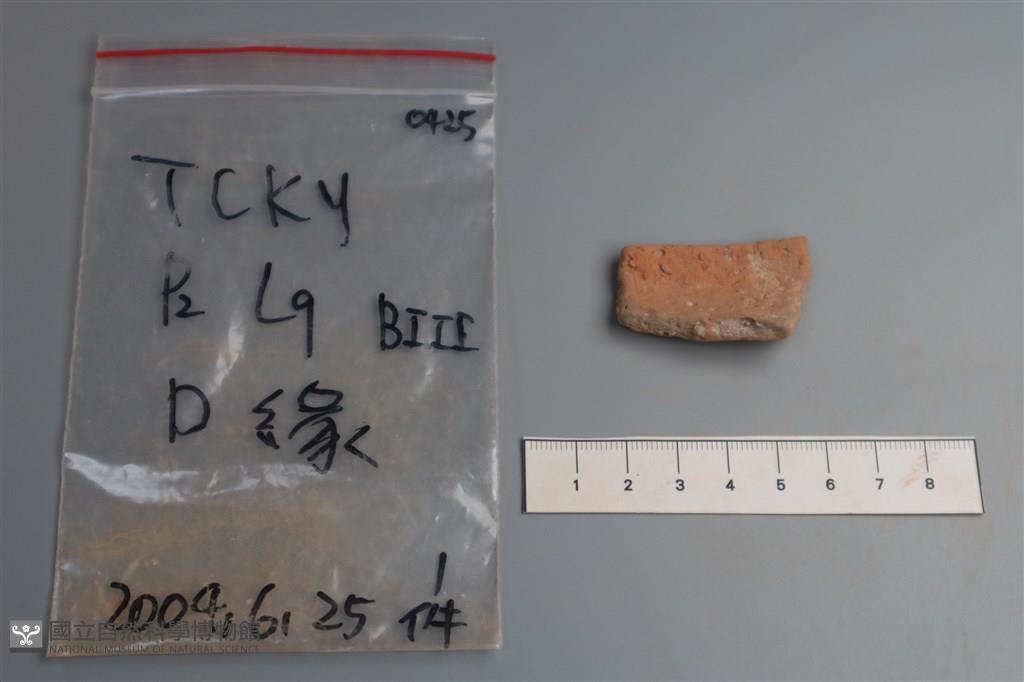 0425
TCKY
P2 L9 BIII
D 緣
2004.6.25 1件
1 2 3 4 5 6 7 8
國立自然科學博物館
NATIONAL MUSEUM OF NATURAL SCIENCE